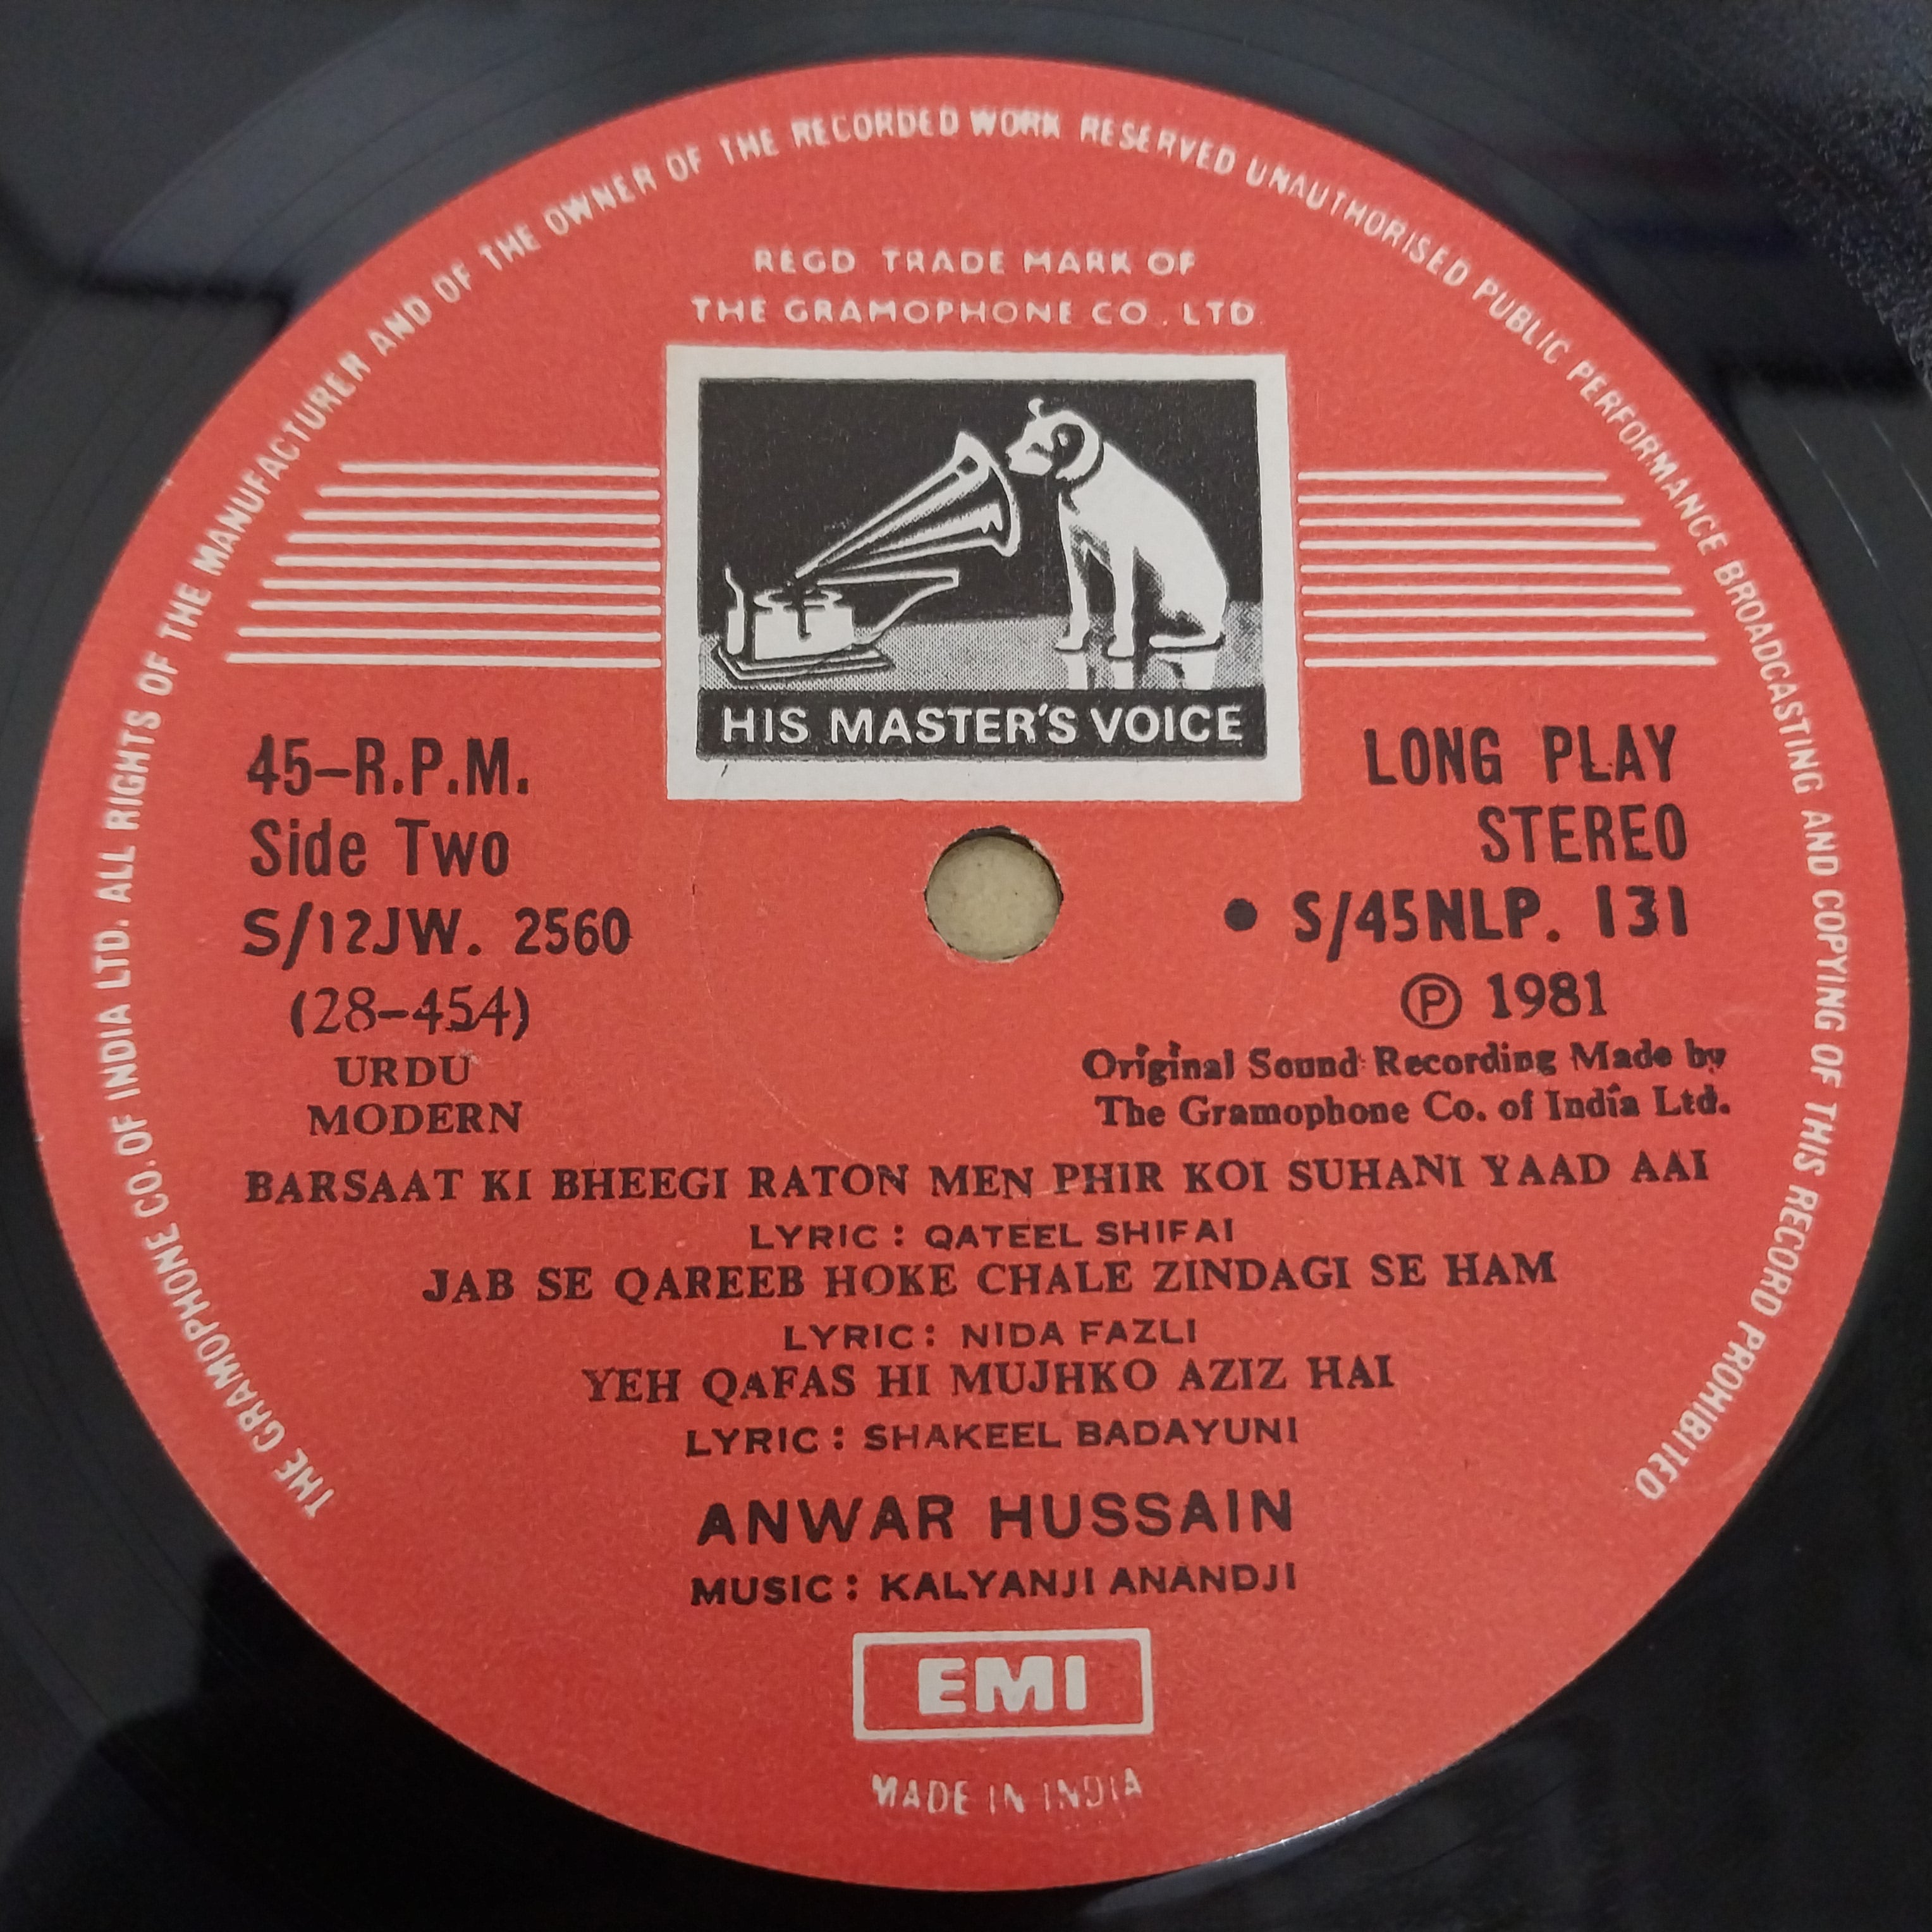 THE GRAMOPHONE CO. OF INDIA LTD. ALL RIGHTS OF THE MANUFACTURER AND OF THE OWNER OF THE RECORDED WORK RESERVED UNAUTHORISED PUBLIC PERFORMANCE BROADCASTING AND COPYING OF THIS RECORD PROHIBITED
REGD TRADE MARK OF
THE GRAMOPHONE CO. LTD.
HIS MASTER'S VOICE
45-R.P.M.
Side Two
S/12JW. 2560
(28-454)
URDU
MODERN
LONG PLAY
STEREO
• S/45NLP. 131
Ⓟ 1981
Original Sound Recording Made by
The Gramophone Co. of India Ltd.
BARSAAT KI BHEEGI RATON MEN PHIR KOI SUHANI YAAD AAI
LYRIC : QATEEL SHIFAI
JAB SE QAREEB HOKE CHALE ZINDAGI SE HAM
LYRIC : NIDA FAZLI
YEH QAFAS HI MUJHKO AZIZ HAI
LYRIC : SHAKEEL BADAYUNI
ANWAR HUSSAIN
MUSIC : KALYANJI ANANDJI
EMI
MADE IN INDIA